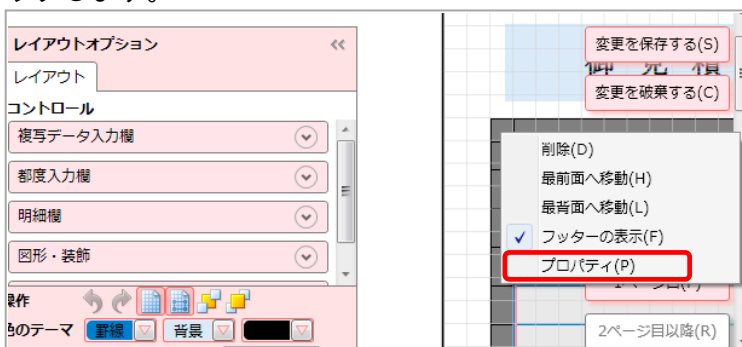 レイアウトオプション
レイアウト
コントロール
複写データ入力欄
都度入力欄
明細欄
図形・装飾
操作
色のテーマ 罫線 背景
変更を保存する(S)
御 見 積
変更を破棄する(C)
削除(D)
最前面へ移動(H)
最背面へ移動(L)
フッターの表示(F)
プロパティ(P)
2ページ目以降(R)